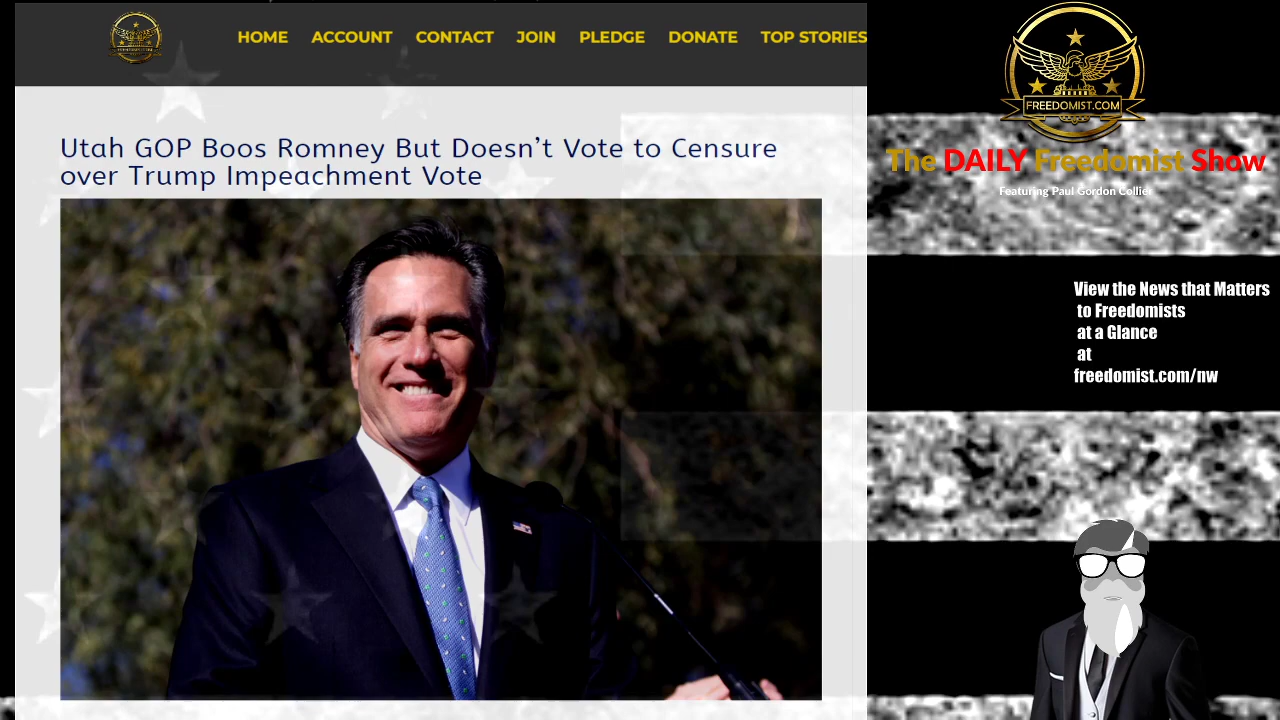 HOME ACCOUNT CONTACT JOIN PLEDGE DONATE TOP STORIES
Utah GOP Boos Romney But Doesn’t Vote to Censure
over Trump Impeachment Vote
FREEDOMIST.COM
The DAILY Freedomist Show
Featuring Paul Gordon Collier
View the News that Matters
to Freedomists
at a Glance
at
freedomist.com/nw